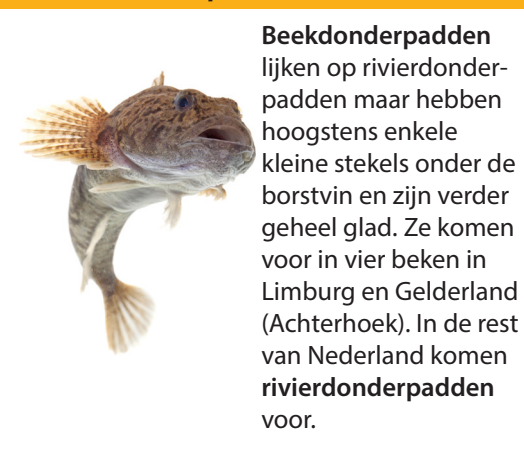 Beekdonderpadden
lijken op rivierdonder-
padden maar hebben
hoogstens enkele
kleine stekels onder de
borstvin en zijn verder
geheel glad. Ze komen
voor in vier beken in
Limburg en Gelderland
(Achterhoek). In de rest
van Nederland komen
rivierdonderpadden
voor.